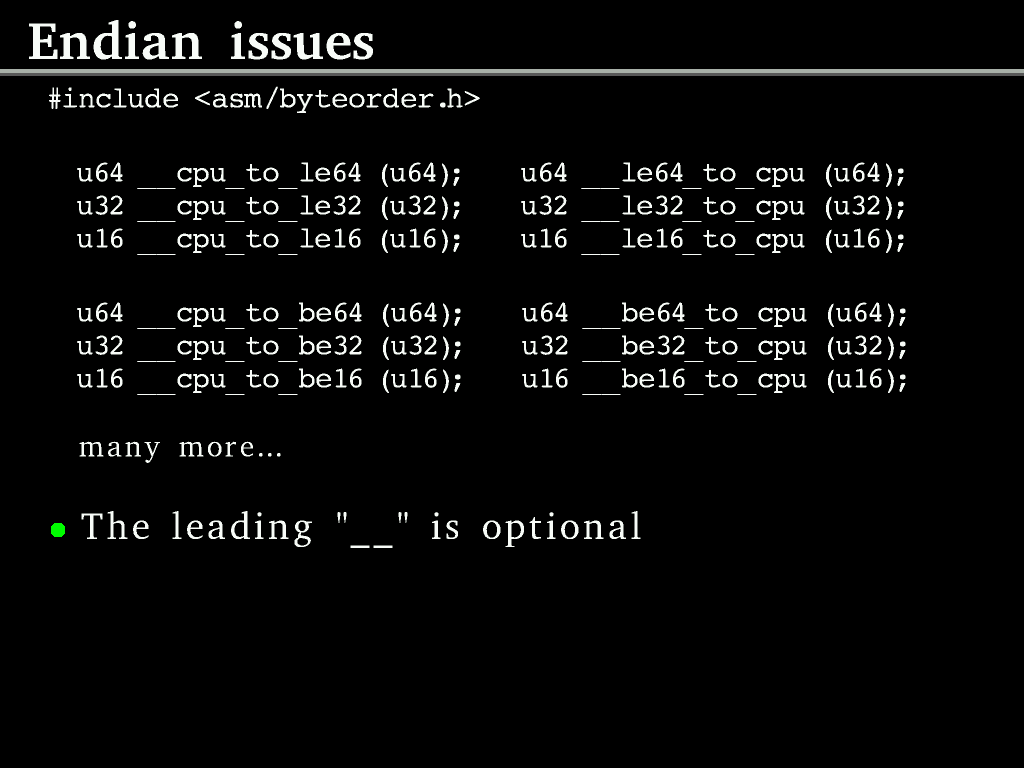 Endian issues
#include <asm/byteorder.h>
u64 __cpu_to_le64 (u64); u64 __le64_to_cpu (u64);
u32 __cpu_to_le32 (u32); u32 __le32_to_cpu (u32);
u16 __cpu_to_le16 (u16); u16 __le16_to_cpu (u16);
u64 __cpu_to_be64 (u64); u64 __be64_to_cpu (u64);
u32 __cpu_to_be32 (u32); u32 __be32_to_cpu (u32);
u16 __cpu_to_be16 (u16); u16 __be16_to_cpu (u16);
many more...
● The leading "__" is optional